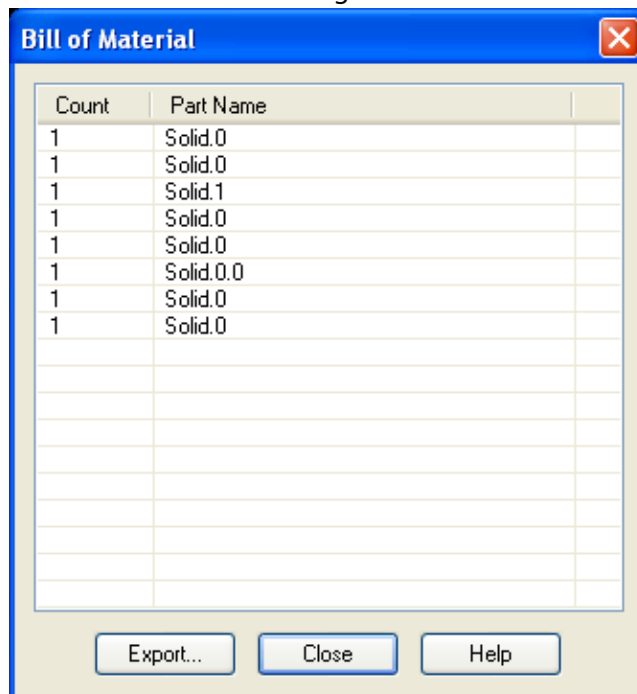 Bill of Material
Count Part Name
1 Solid.0
1 Solid.0
1 Solid.1
1 Solid.0
1 Solid.0
1 Solid.0.0
1 Solid.0
1 Solid.0
Export... Close Help